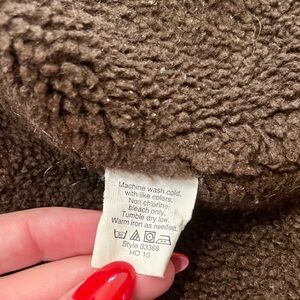 Machine wash cold,
with like colors.
Non chlorine
bleach only.
Tumble dry low.
Warm iron as needed.
Style 33368
HO 10